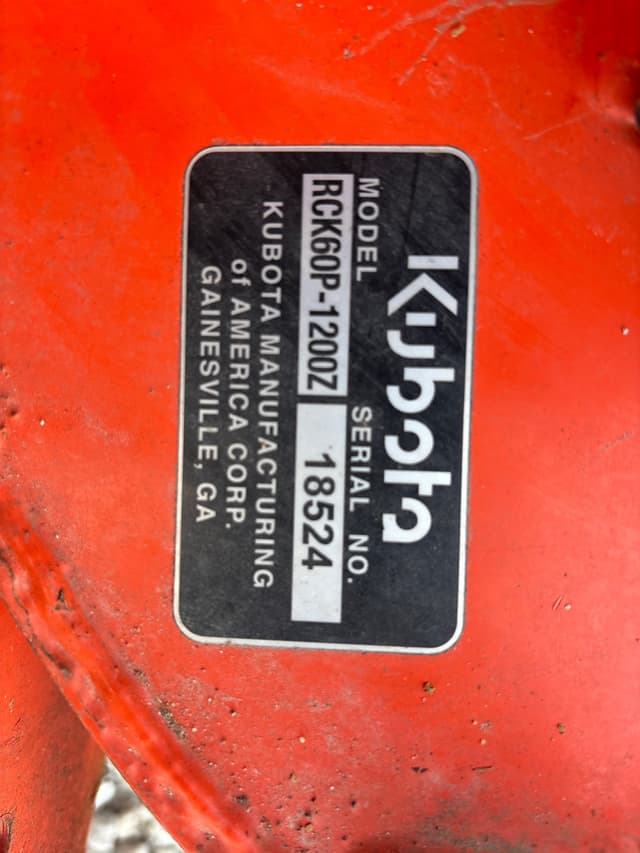 Kubota
MODEL SERIAL NO.
RCK60P-1200Z 18524
KUBOTA MANUFACTURING
of AMERICA CORP.
GAINESVILLE, GA